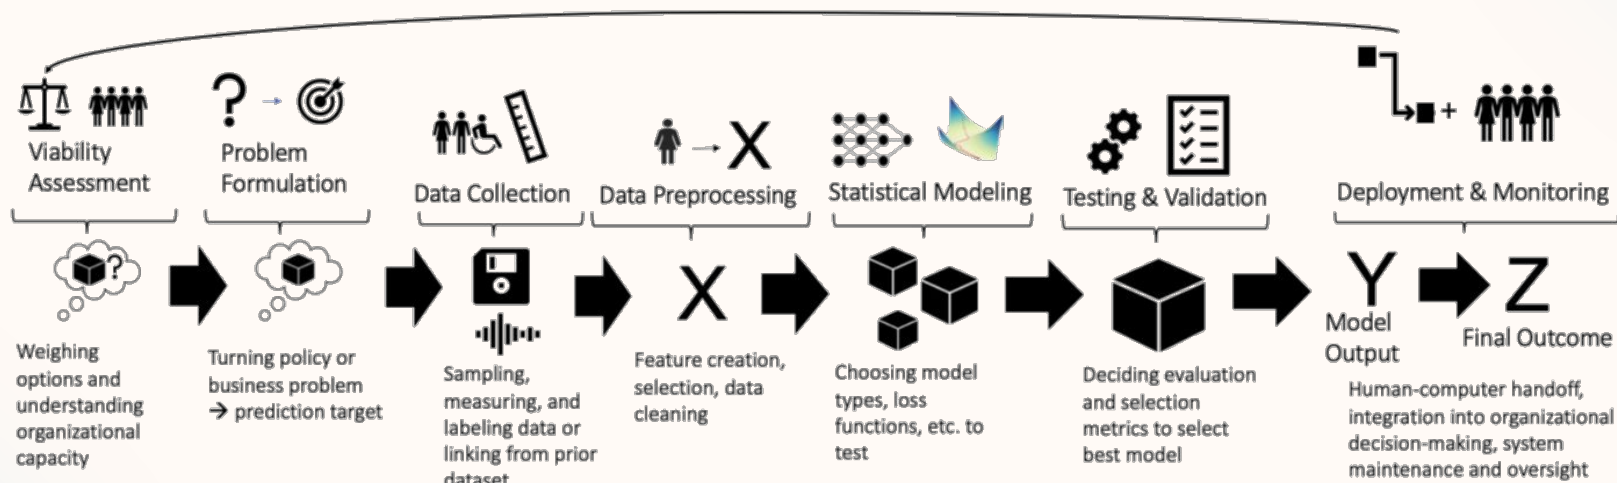 Viability
Assessment
?
Weighing
options and
understanding
organizational
capacity
?
Problem
Formulation
Turning policy or
business problem
→ prediction target
Data Collection
Sampling,
measuring, and
labeling data or
linking from prior
dataset
X
Data Preprocessing
X
Feature creation,
selection, data
cleaning
Statistical Modeling
Choosing model
types, loss
functions, etc. to
test
Testing & Validation
Deciding evaluation
and selection
metrics to select
best model
+
Deployment & Monitoring
Y
Model
Output
Z
Final Outcome
Human-computer handoff,
integration into organizational
decision-making, system
maintenance and oversight